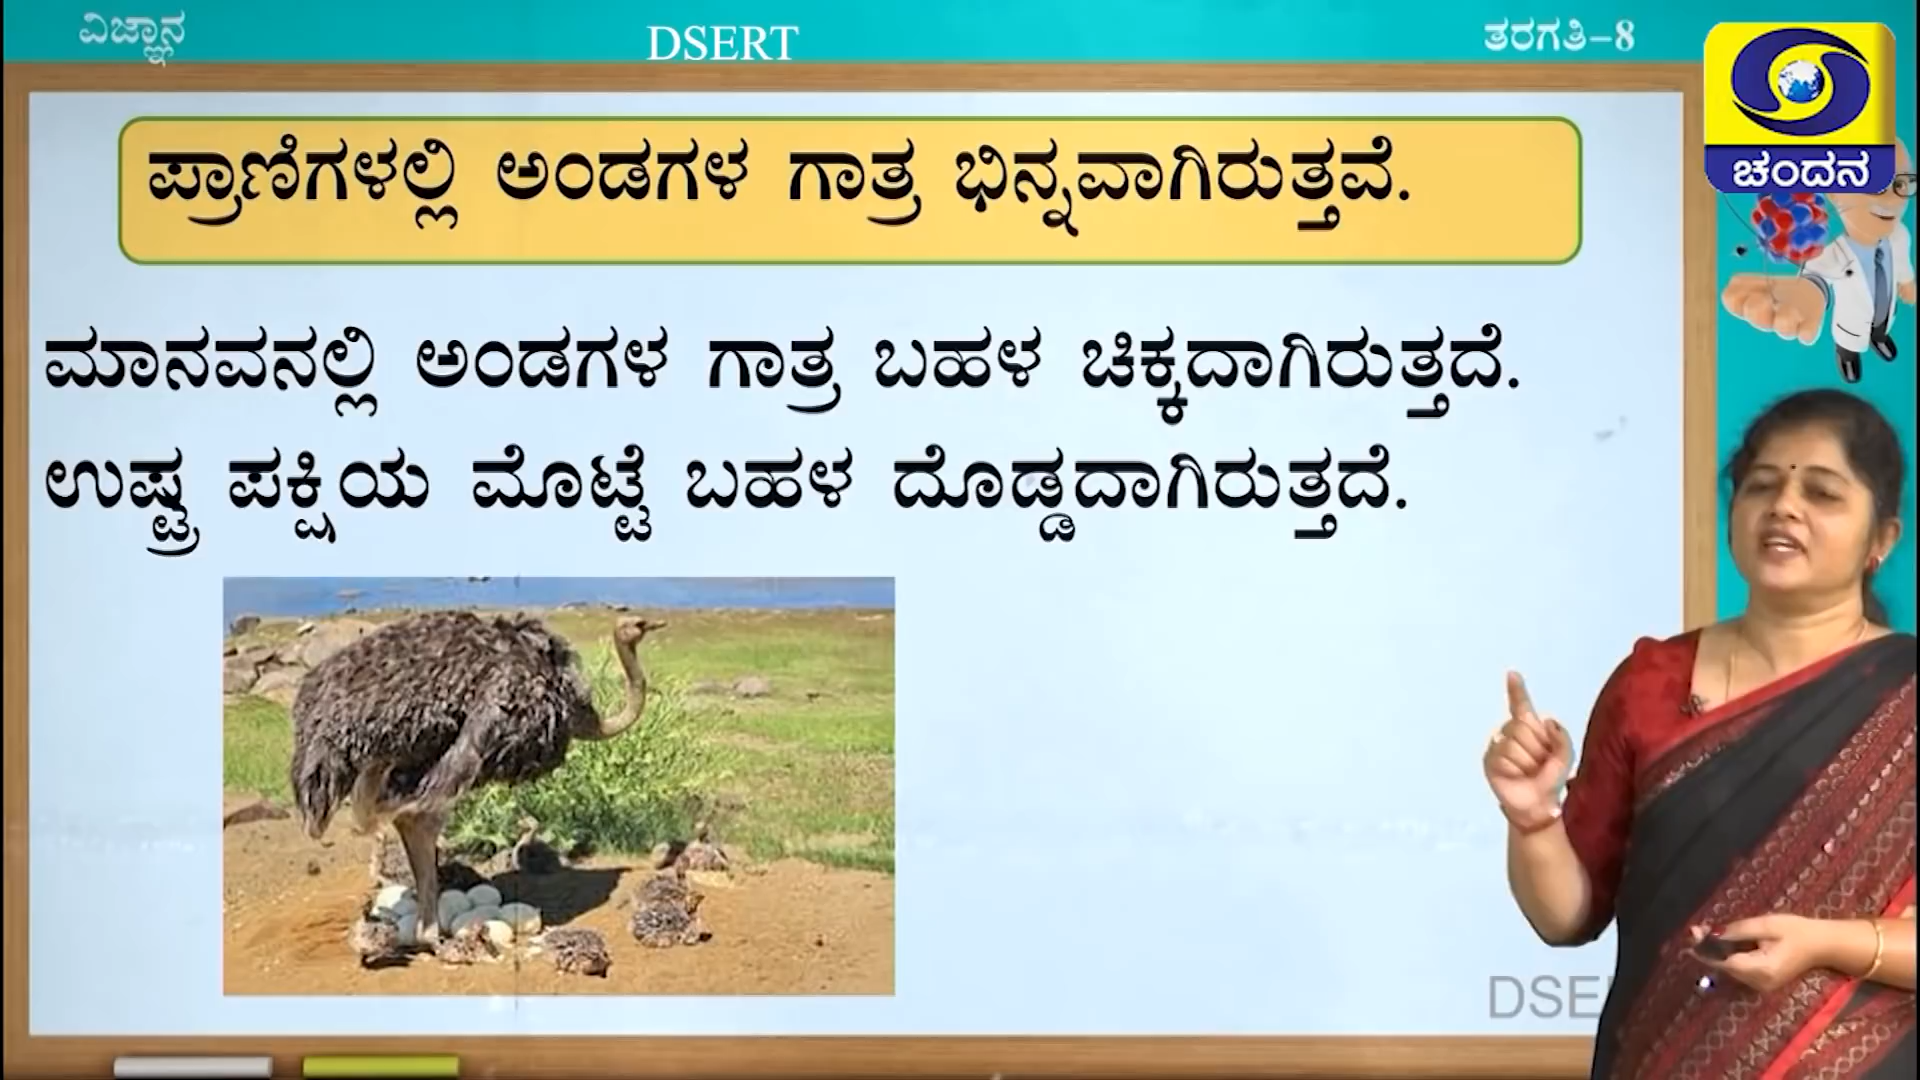 ವಿಜ್ಞಾನ
DSERT
ತರಗತಿ-8
ಚಂದನ
ಪ್ರಾಣಿಗಳಲ್ಲಿ ಅಂಡಗಳ ಗಾತ್ರ ಭಿನ್ನವಾಗಿರುತ್ತವೆ.
ಮಾನವನಲ್ಲಿ ಅಂಡಗಳ ಗಾತ್ರ ಬಹಳ ಚಿಕ್ಕದಾಗಿರುತ್ತದೆ.
ಉಷ್ಟ್ರ ಪಕ್ಷಿಯ ಮೊಟ್ಟೆ ಬಹಳ ದೊಡ್ಡದಾಗಿರುತ್ತದೆ.